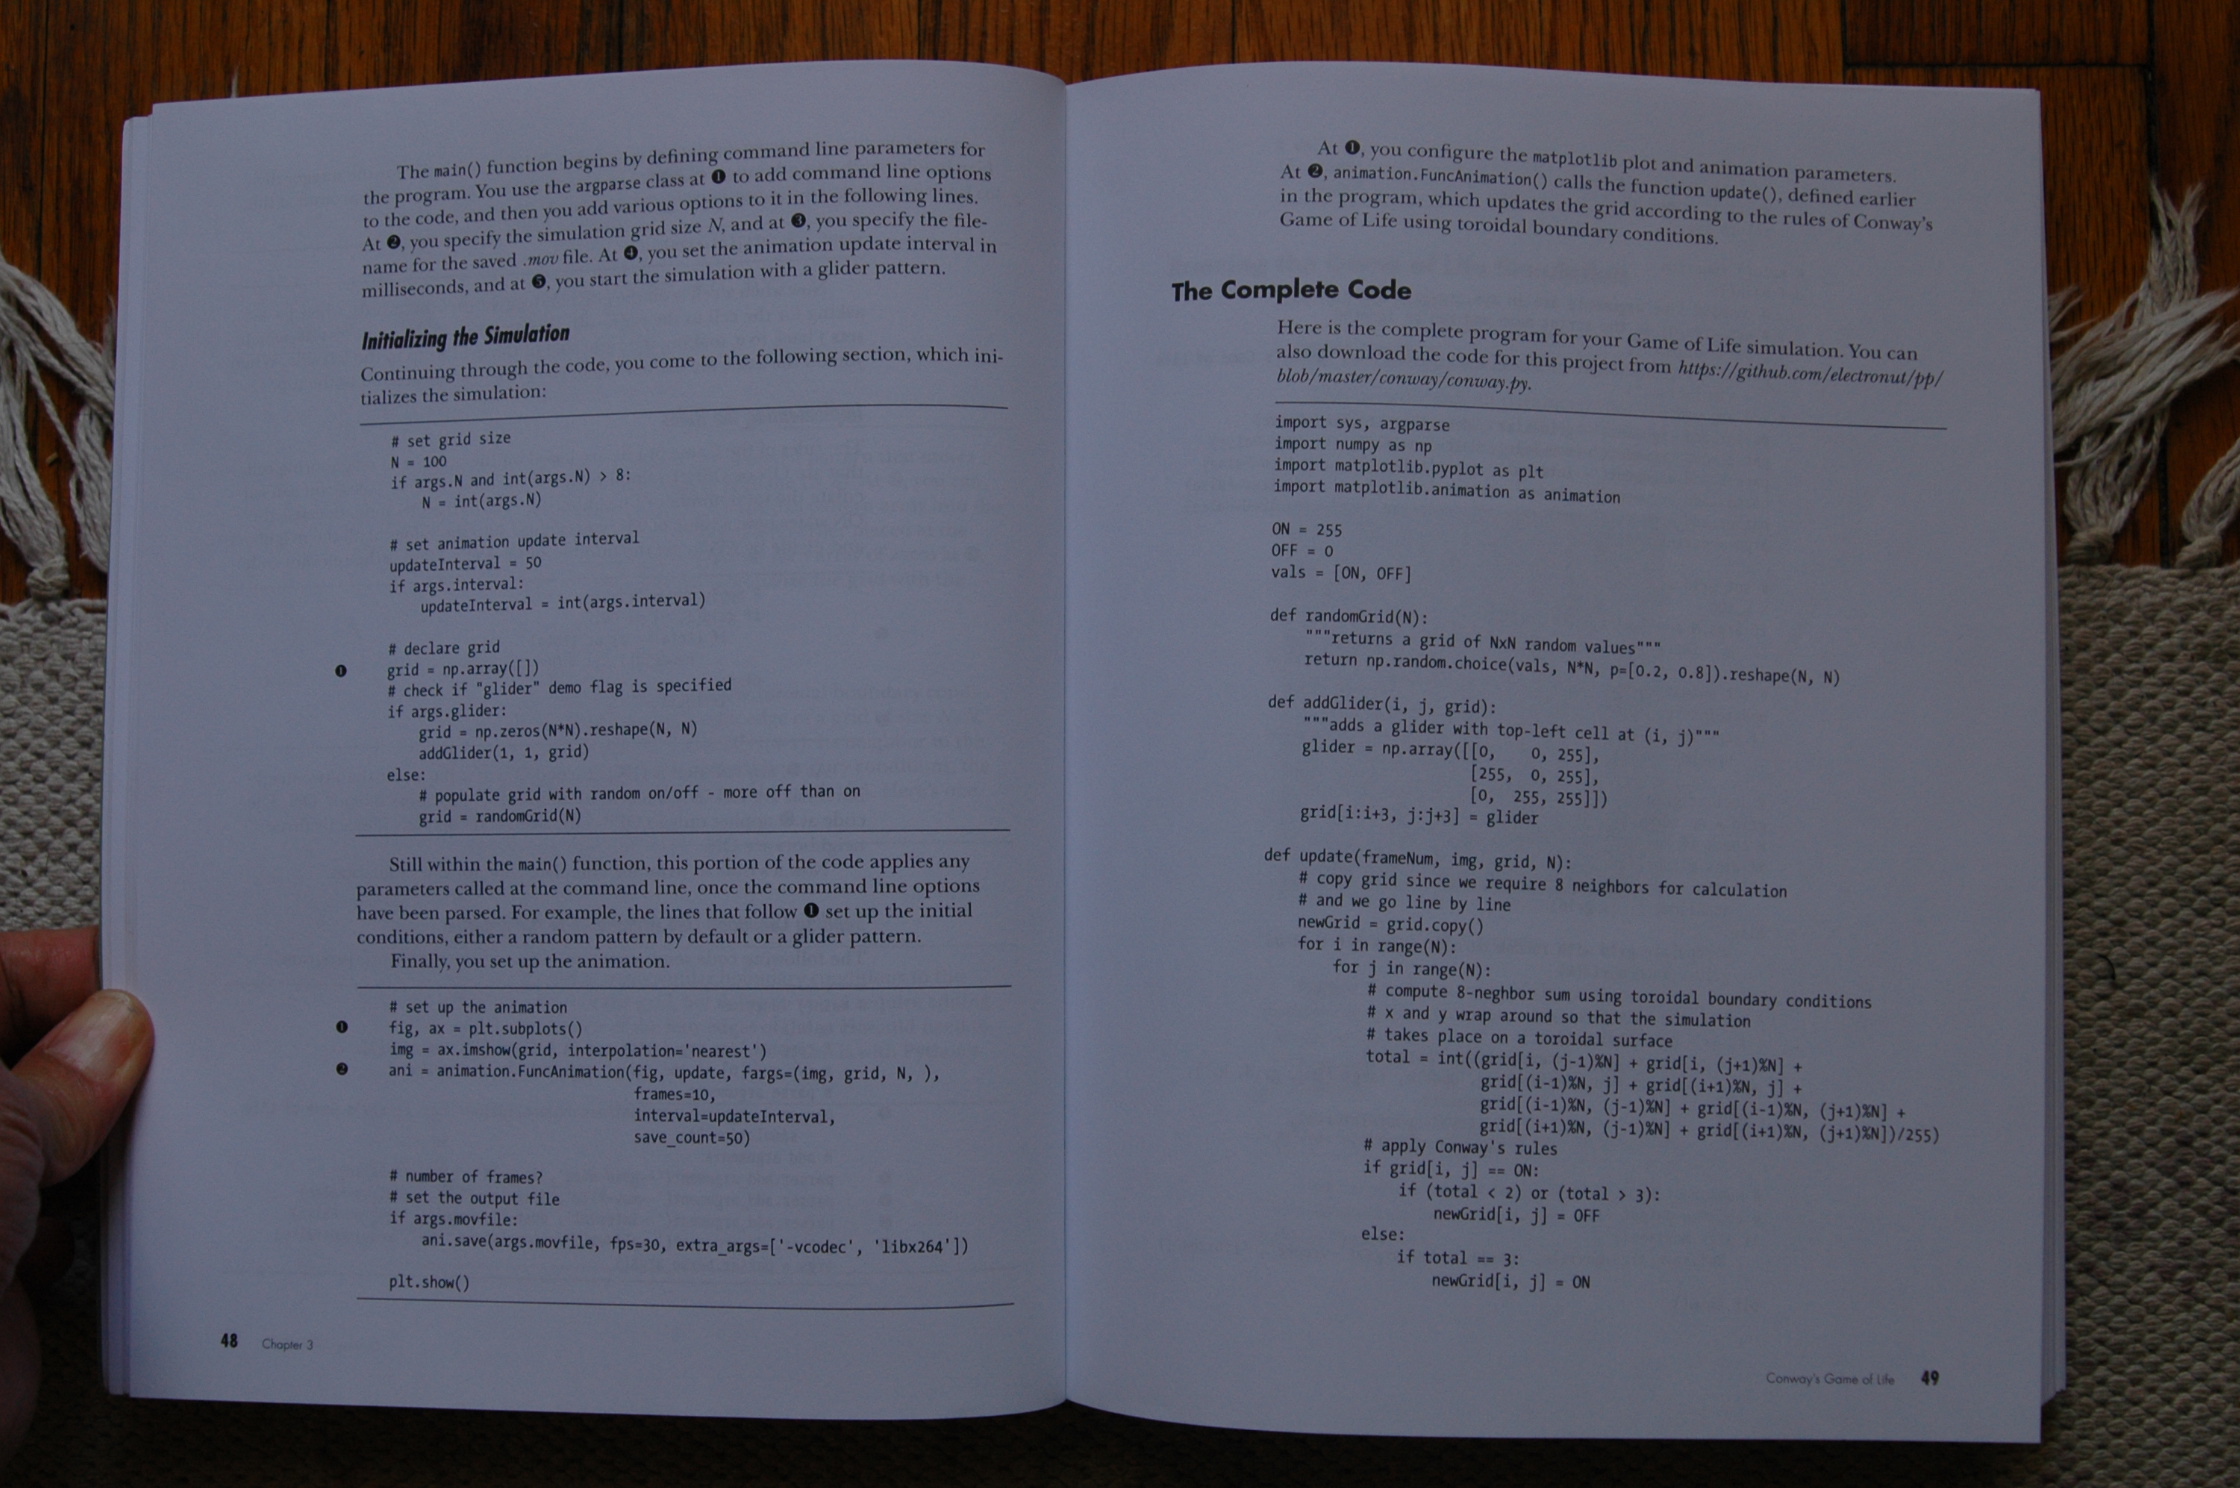 The main() function begins by defining command line parameters for
the program. You use the argparse class at ❶ to add command line options
to the code, and then you add various options to it in the following lines.
At ❷, you specify the simulation grid size N, and at ❸, you specify the file-
name for the saved .mov file. At ❹, you set the animation update interval in
milliseconds, and at ❺, you start the simulation with a glider pattern.
Initializing the Simulation
Continuing through the code, you come to the following section, which ini-
tializes the simulation:
# set grid size
N = 100
if args.N and int(args.N) > 8:
    N = int(args.N)
# set animation update interval
updateInterval = 50
if args.interval:
    updateInterval = int(args.interval)
# declare grid
❶ grid = np.array([])
# check if "glider" demo flag is specified
if args.glider:
    grid = np.zeros(N*N).reshape(N, N)
    addGlider(1, 1, grid)
else:
    # populate grid with random on/off - more off than on
    grid = randomGrid(N)
Still within the main() function, this portion of the code applies any
parameters called at the command line, once the command line options
have been parsed. For example, the lines that follow ❶ set up the initial
conditions, either a random pattern by default or a glider pattern.
Finally, you set up the animation.
# set up the animation
❶ fig, ax = plt.subplots()
img = ax.imshow(grid, interpolation='nearest')
❷ ani = animation.FuncAnimation(fig, update, fargs=(img, grid, N, ),
                              frames=10,
                              interval=updateInterval,
                              save_count=50)
# number of frames?
# set the output file
if args.movfile:
    ani.save(args.movfile, fps=30, extra_args=['-vcodec', 'libx264'])
plt.show()
48 Chapter 3
At ❶, you configure the matplotlib plot and animation parameters.
At ❷, animation.FuncAnimation() calls the function update(), defined earlier
in the program, which updates the grid according to the rules of Conway's
Game of Life using toroidal boundary conditions.
The Complete Code
Here is the complete program for your Game of Life simulation. You can
also download the code for this project from https://github.com/electronut/pp/
blob/master/conway/conway.py.
import sys, argparse
import numpy as np
import matplotlib.pyplot as plt
import matplotlib.animation as animation
ON = 255
OFF = 0
vals = [ON, OFF]
def randomGrid(N):
    """returns a grid of NxN random values"""
    return np.random.choice(vals, N*N, p=[0.2, 0.8]).reshape(N, N)
def addGlider(i, j, grid):
    """adds a glider with top-left cell at (i, j)"""
    glider = np.array([[0,    0, 255],
                       [255,  0, 255],
                       [0,  255, 255]])
    grid[i:i+3, j:j+3] = glider
def update(frameNum, img, grid, N):
    # copy grid since we require 8 neighbors for calculation
    # and we go line by line
    newGrid = grid.copy()
    for i in range(N):
        for j in range(N):
            # compute 8-neghbor sum using toroidal boundary conditions
            # x and y wrap around so that the simulation
            # takes place on a toroidal surface
            total = int((grid[i, (j-1)%N] + grid[i, (j+1)%N] +
                         grid[(i-1)%N, j] + grid[(i+1)%N, j] +
                         grid[(i-1)%N, (j-1)%N] + grid[(i-1)%N, (j+1)%N] +
                         grid[(i+1)%N, (j-1)%N] + grid[(i+1)%N, (j+1)%N])/255)
            # apply Conway's rules
            if grid[i, j] == ON:
                if (total < 2) or (total > 3):
                    newGrid[i, j] = OFF
            else:
                if total == 3:
                    newGrid[i, j] = ON
Conway's Game of Life 49